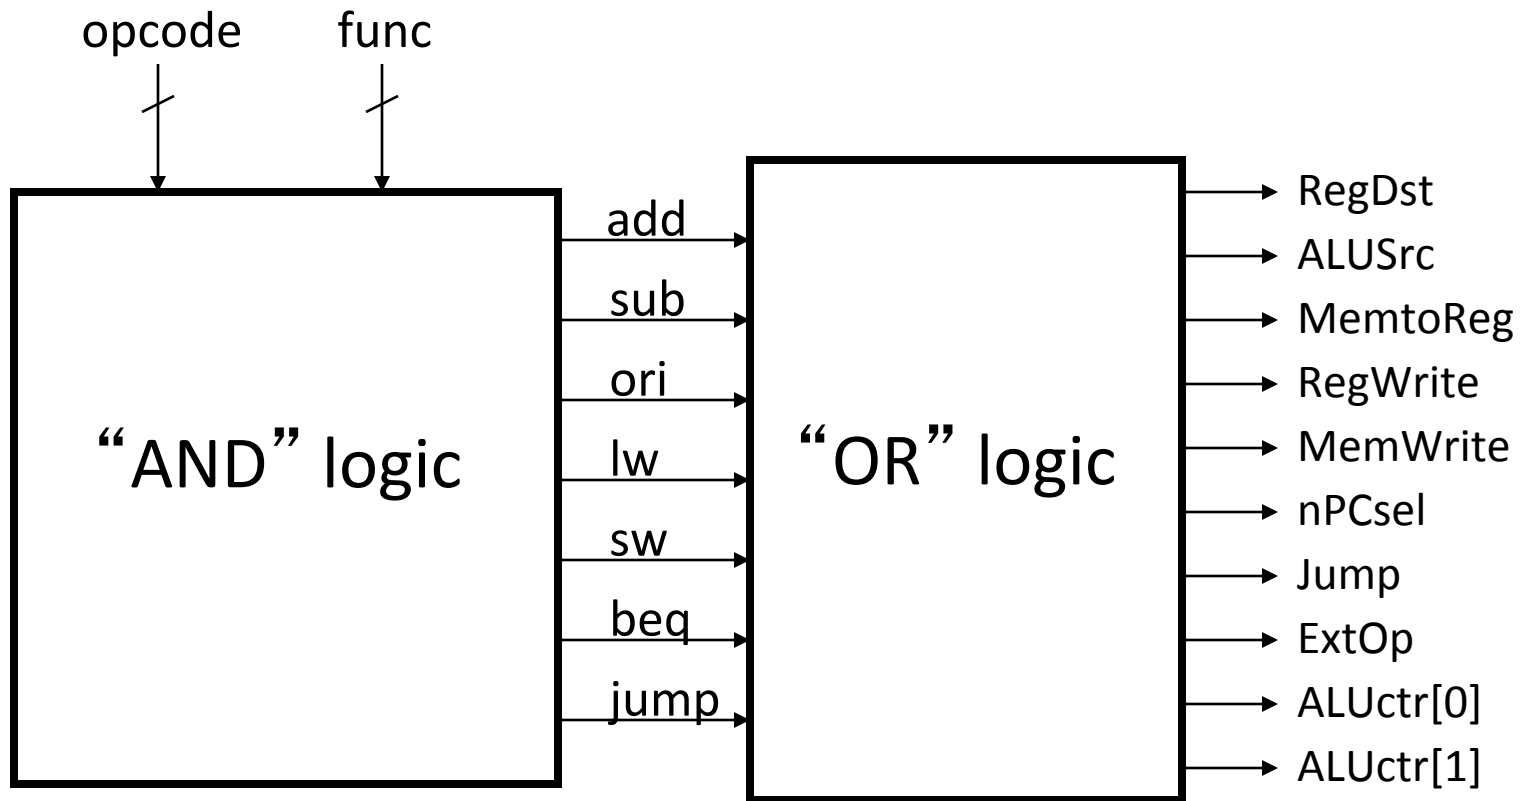 opcode
func
add
sub
ori
lw
sw
beq
jump
“AND” logic
“OR” logic
RegDst
ALUSrc
MemtoReg
RegWrite
MemWrite
nPCsel
Jump
ExtOp
ALUctr[0]
ALUctr[1]